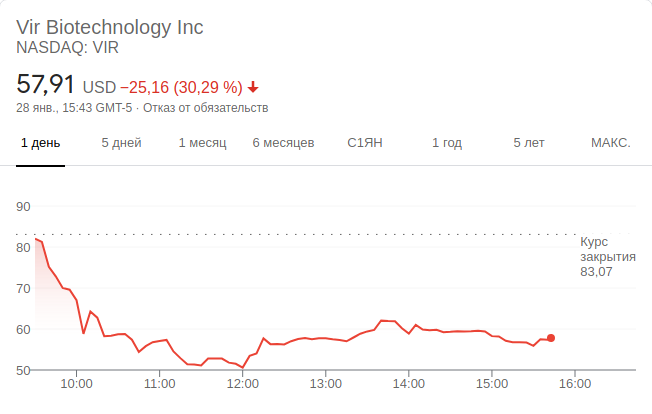 Vir Biotechnology Inc
NASDAQ: VIR
57,91 USD −25,16 (30,29 %)
28 янв., 15:43 GMT-5 · Отказ от обязательств
1 день 5 дней 1 месяц 6 месяцев С1ЯН 1 год 5 лет МАКС.
90
80
70
60
50
Курс
закрытия
83,07
10:00 11:00 12:00 13:00 14:00 15:00 16:00